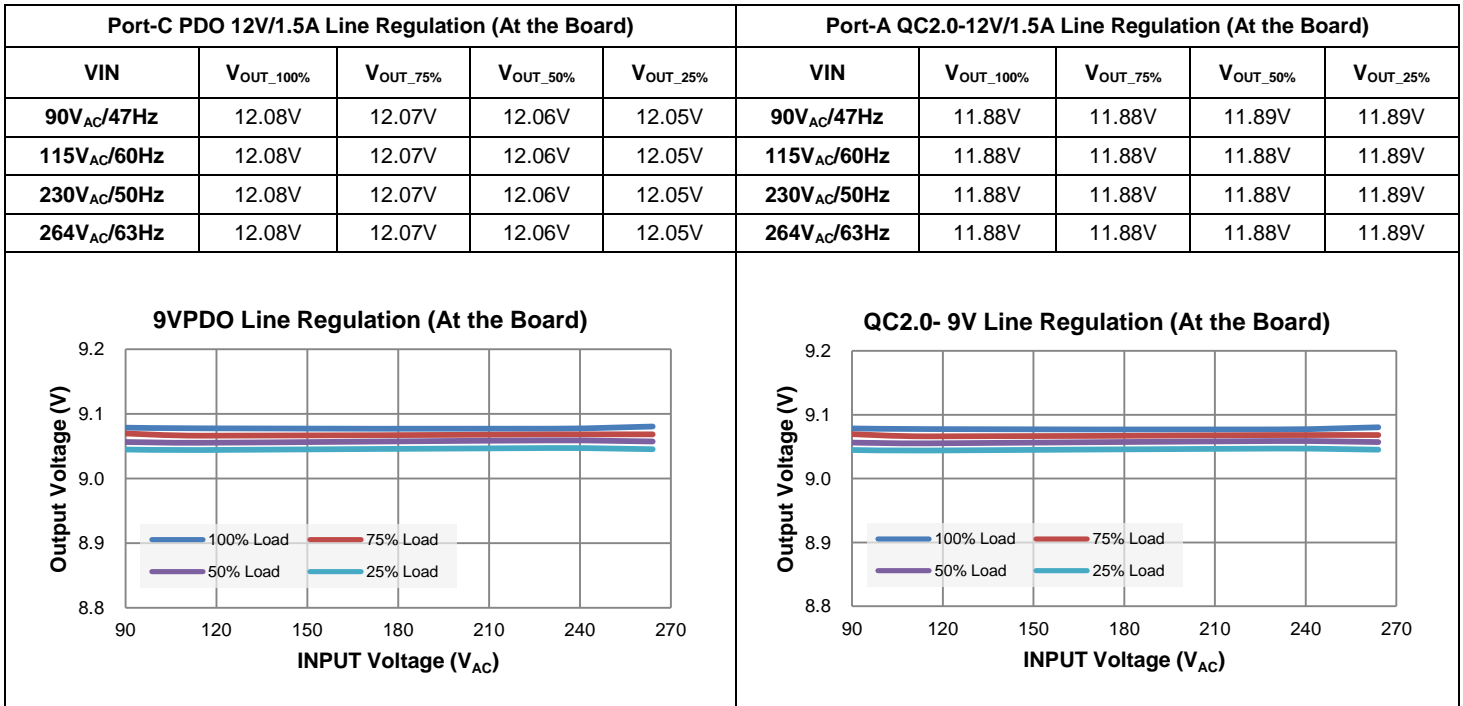 Port-C PDO 12V/1.5A Line Regulation (At the Board) Port-A QC2.0-12V/1.5A Line Regulation (At the Board)
VIN VOUT_100% VOUT_75% VOUT_50% VOUT_25% VIN VOUT_100% VOUT_75% VOUT_50% VOUT_25%
90VAC/47Hz 12.08V 12.07V 12.06V 12.05V 90VAC/47Hz 11.88V 11.88V 11.89V 11.89V
115VAC/60Hz 12.08V 12.07V 12.06V 12.05V 115VAC/60Hz 11.88V 11.88V 11.88V 11.89V
230VAC/50Hz 12.08V 12.07V 12.06V 12.05V 230VAC/50Hz 11.88V 11.88V 11.88V 11.89V
264VAC/63Hz 12.08V 12.07V 12.06V 12.05V 264VAC/63Hz 11.88V 11.88V 11.88V 11.89V
9VPDO Line Regulation (At the Board)
Output Voltage (V)
9.2
9.1
9.0
8.9
8.8
100% Load 75% Load
50% Load 25% Load
90 120 150 180 210 240 270
INPUT Voltage (VAC)
QC2.0- 9V Line Regulation (At the Board)
Output Voltage (V)
9.2
9.1
9.0
8.9
8.8
100% Load 75% Load
50% Load 25% Load
90 120 150 180 210 240 270
INPUT Voltage (VAC)